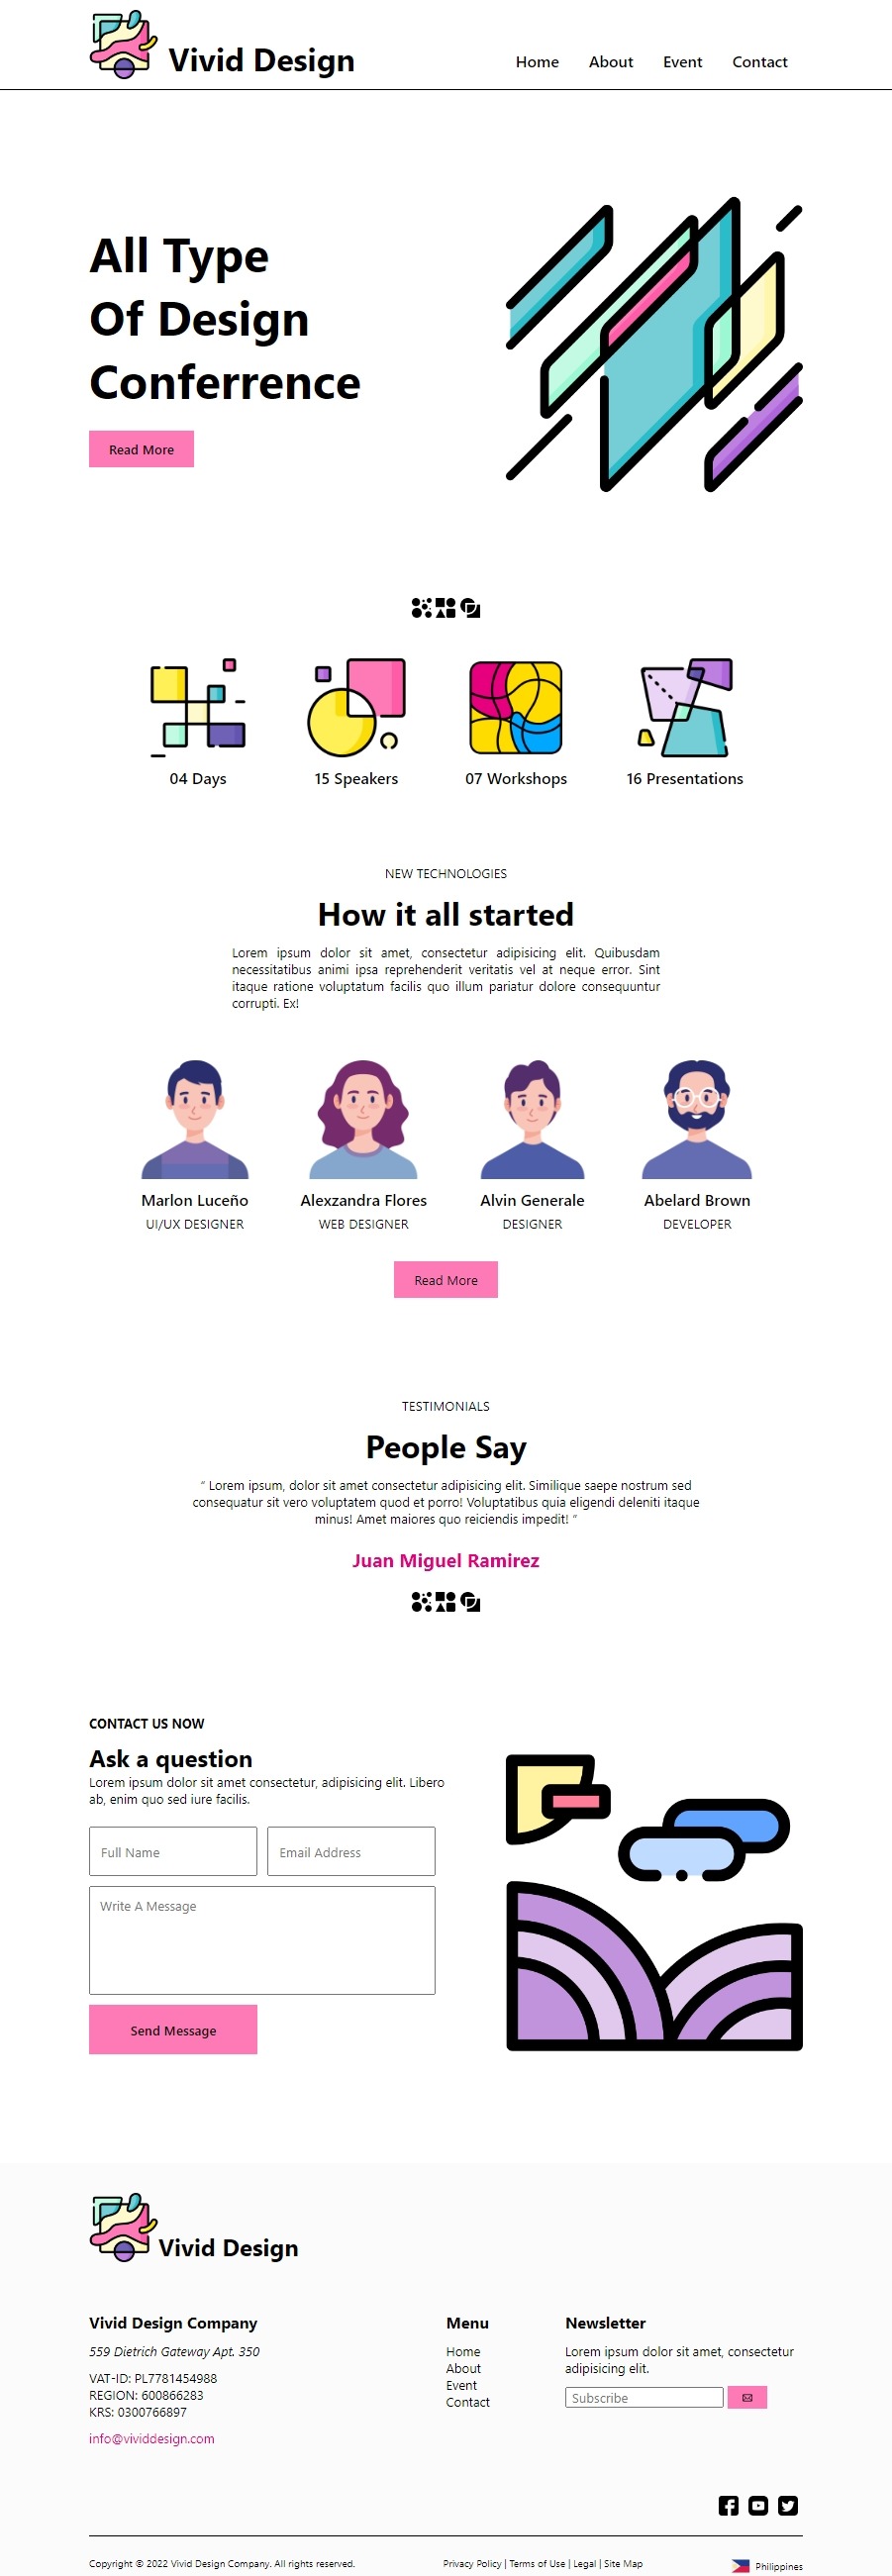 Vivid Design
Home About Event Contact
All Type
Of Design
Conferrence
Read More
04 Days
15 Speakers
07 Workshops
16 Presentations
NEW TECHNOLOGIES
How it all started
Lorem ipsum dolor sit amet, consectetur adipisicing elit. Quibusdam
necessitatibus animi ipsa reprehenderit veritatis vel at neque error. Sint
itaque ratione voluptatum facilis quo illum pariatur dolore consequuntur
corrupti. Ex!
Marlon Luceño
UI/UX DESIGNER
Alexzandra Flores
WEB DESIGNER
Alvin Generale
DESIGNER
Abelard Brown
DEVELOPER
Read More
TESTIMONIALS
People Say
“ Lorem ipsum, dolor sit amet consectetur adipisicing elit. Similique saepe nostrum sed
consequatur sit vero voluptatem quod et porro! Voluptatibus quia eligendi deleniti itaque
minus! Amet maiores quo reiciendis impedit! ”
Juan Miguel Ramirez
CONTACT US NOW
Ask a question
Lorem ipsum dolor sit amet consectetur, adipisicing elit. Libero
ab, enim quo sed iure facilis.
Full Name
Email Address
Write A Message
Send Message
Vivid Design
Vivid Design Company
559 Dietrich Gateway Apt. 350
VAT-ID: PL7781454988
REGION: 600866283
KRS: 0300766897
info@vividdesign.com
Menu
Home
About
Event
Contact
Newsletter
Lorem ipsum dolor sit amet, consectetur
adipisicing elit.
Subscribe
Copyright © 2022 Vivid Design Company. All rights reserved.
Privacy Policy | Terms of Use | Legal | Site Map
Philippines